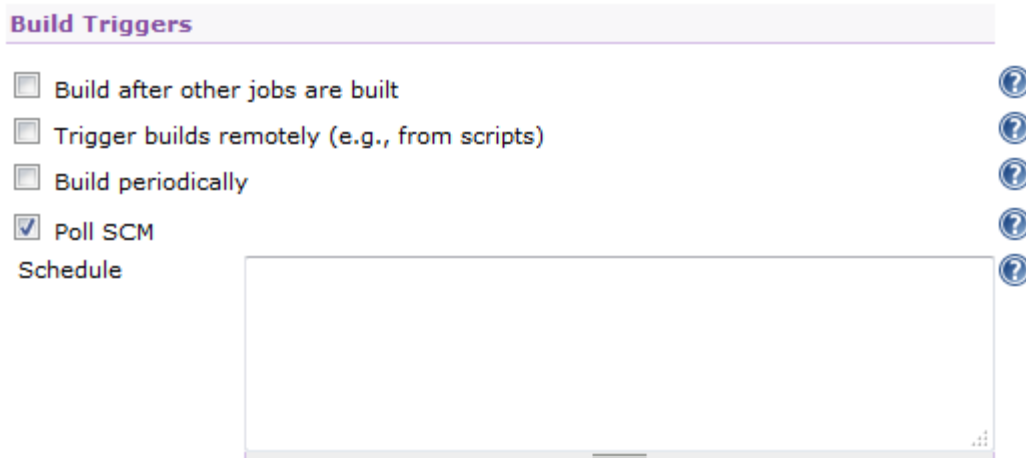 Build Triggers
Build after other jobs are built
Trigger builds remotely (e.g., from scripts)
Build periodically
Poll SCM
Schedule